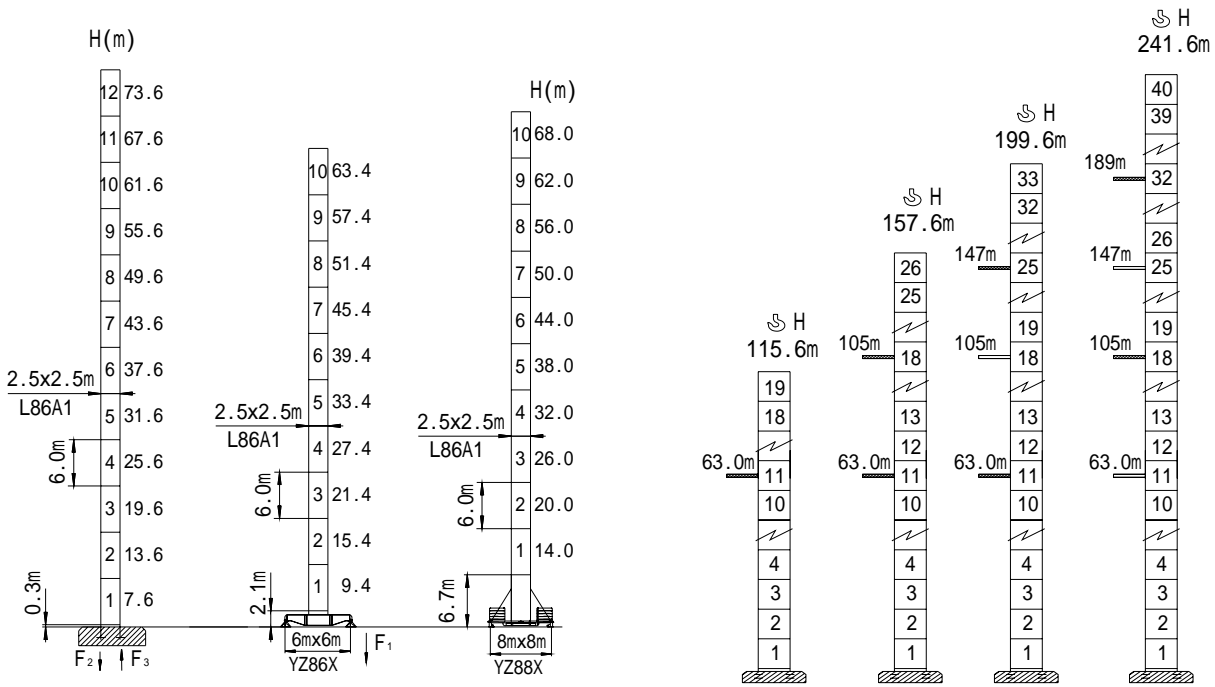 H(m)
12 73.6
11 67.6
10 61.6
9 55.6
8 49.6
7 43.6
6 37.6
2.5x2.5m
L86A1
5 31.6
6.0m
4 25.6
3 19.6
2 13.6
0.3m
1 7.6
F₂ F₃
10 63.4
9 57.4
8 51.4
7 45.4
6 39.4
5 33.4
2.5x2.5m
L86A1
4 27.4
6.0m
3 21.4
2 15.4
2.1m
1 9.4
6mx6m
YZ86X
F₁
H(m)
10 68.0
9 62.0
8 56.0
7 50.0
6 44.0
5 38.0
4 32.0
2.5x2.5m
L86A1
3 26.0
6.0m
2 20.0
1 14.0
6.7m
8mx8m
YZ88X
H
115.6m
19
18
63.0m 11
10
4
3
2
1
H
157.6m
26
25
105m 18
13
12
63.0m 11
10
4
3
2
1
H
199.6m
33
32
147m 25
19
105m 18
13
12
63.0m 11
10
4
3
2
1
H
241.6m
40
39
189m 32
26
147m 25
19
105m 18
13
12
63.0m 11
10
4
3
2
1